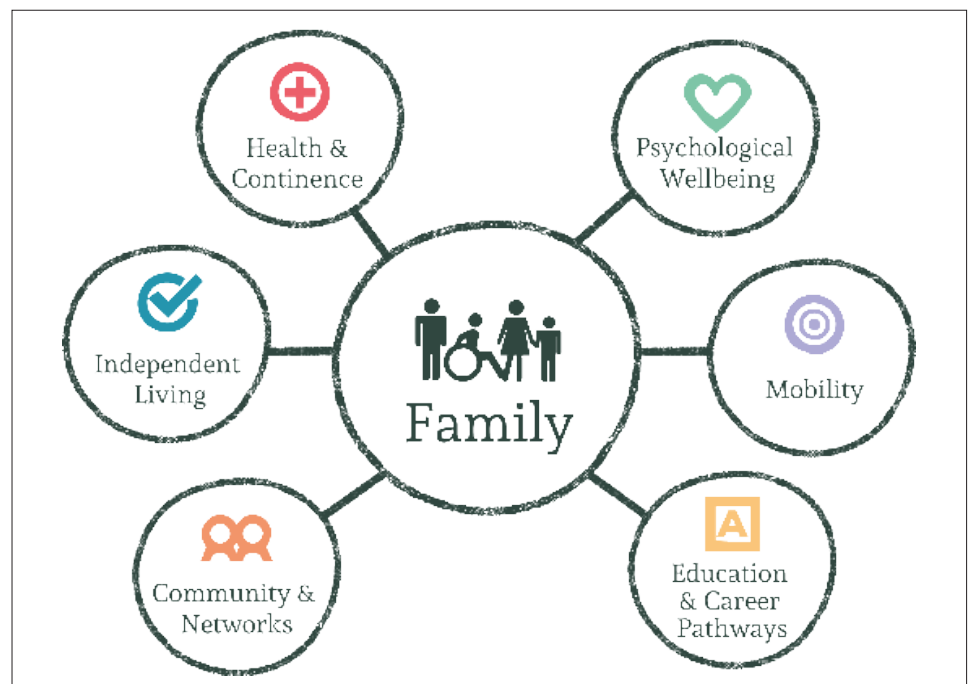 Health &
Continence
Psychological
Wellbeing
Independent
Living
Family
Mobility
Community &
Networks
A
Education
& Career
Pathways